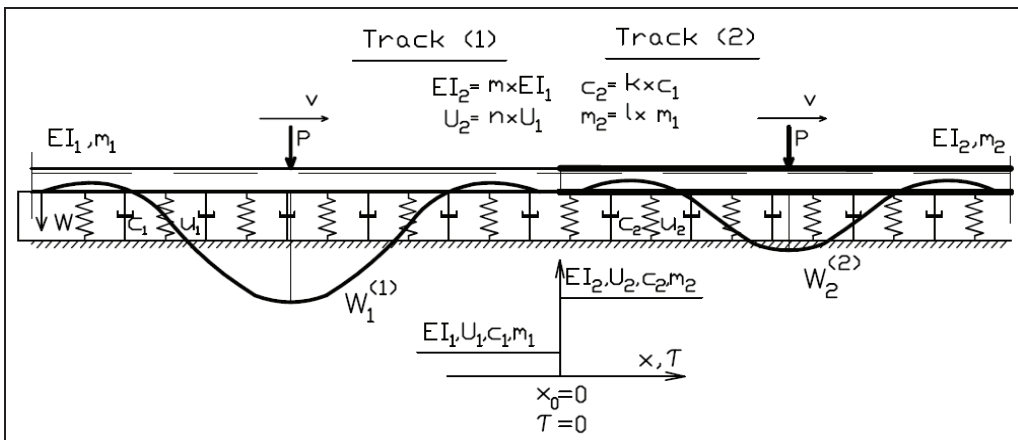 Track (1) Track (2)
EI₂= m×EI₁ c₂= k×c₁
U₂= n×U₁ m₂= l× m₁
v v
P P
EI₁,m₁ EI₂,m₂
W c₁ u₁ c₂ u₂
W₁⁽¹⁾ W₂⁽²⁾
EI₂,U₂,c₂,m₂
EI₁,U₁,c₁,m₁
x,τ
x₀=0
τ=0